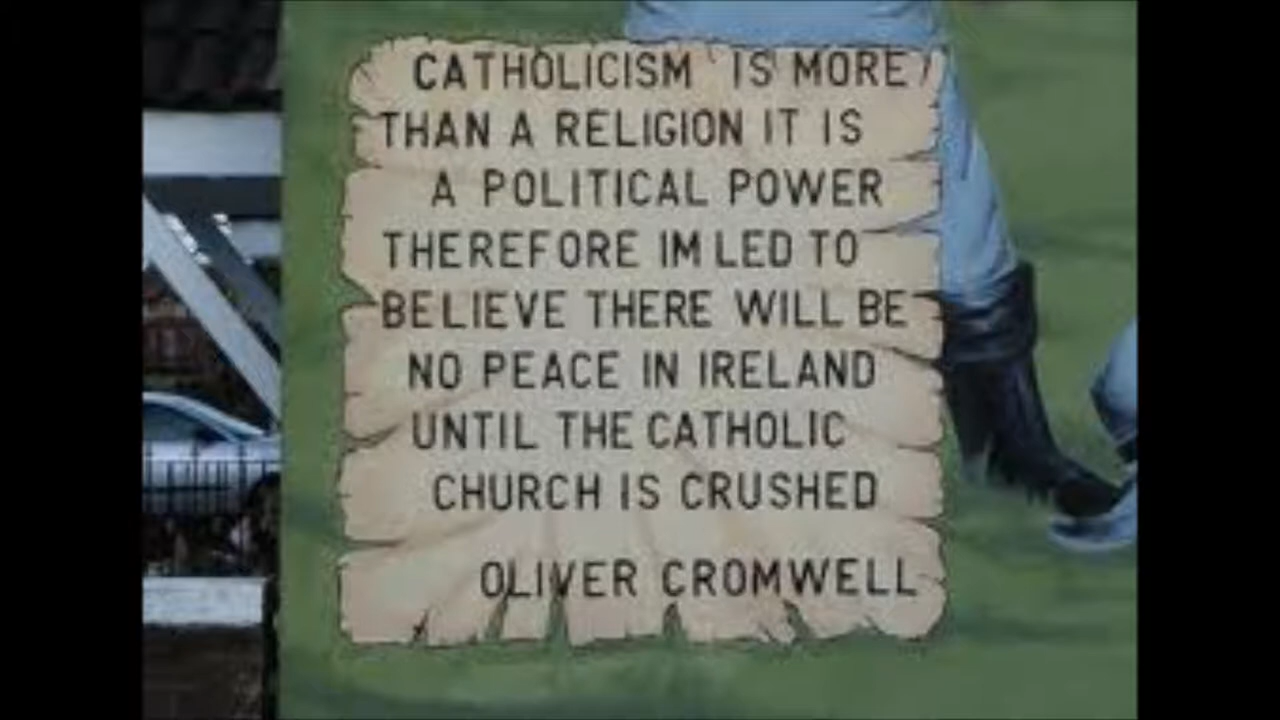 CATHOLICISM IS MORE
THAN A RELIGION IT IS
A POLITICAL POWER
THEREFORE IM LED TO
BELIEVE THERE WILL BE
NO PEACE IN IRELAND
UNTIL THE CATHOLIC
CHURCH IS CRUSHED
OLIVER CROMWELL